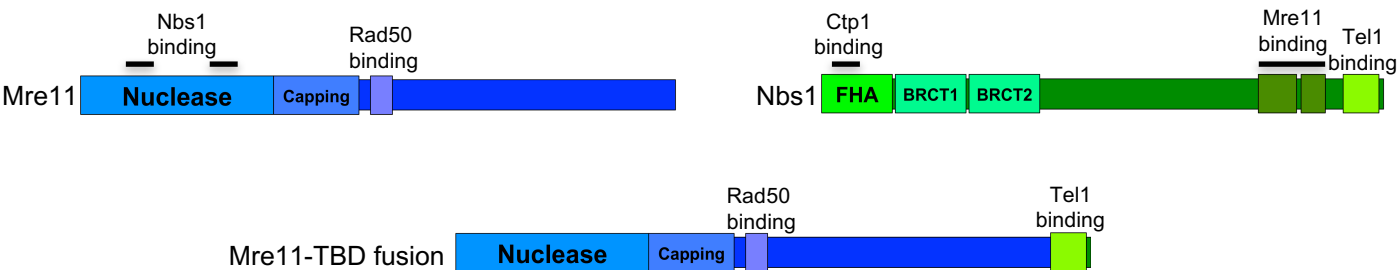 Nbs1
binding
Rad50
binding
Mre11
Nuclease
Capping
Ctp1
binding
Mre11
binding
Tel1
binding
Nbs1
FHA
BRCT1
BRCT2
Rad50
binding
Tel1
binding
Mre11-TBD fusion
Nuclease
Capping